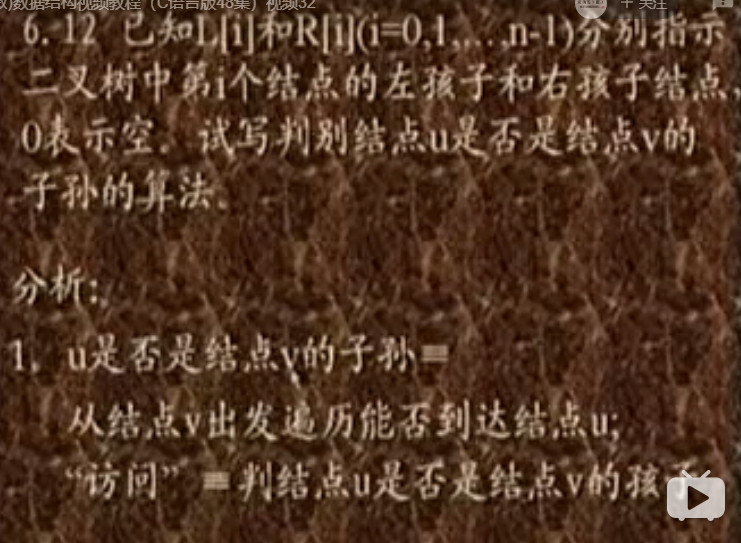 数据结构视频教程（C语言版48集）视频32
+ 关注
6.12 已知L[i]和R[i](i=0,1,...,n-1)分别指示
二叉树中第i个结点的左孩子和右孩子结点,
0表示空。试写判别结点u是否是结点v的
子孙的算法。
分析:
1. u是否是结点v的子孙≡
从结点v出发遍历能否到达结点u;
“访问” ≡判结点u是否是结点v的孩子